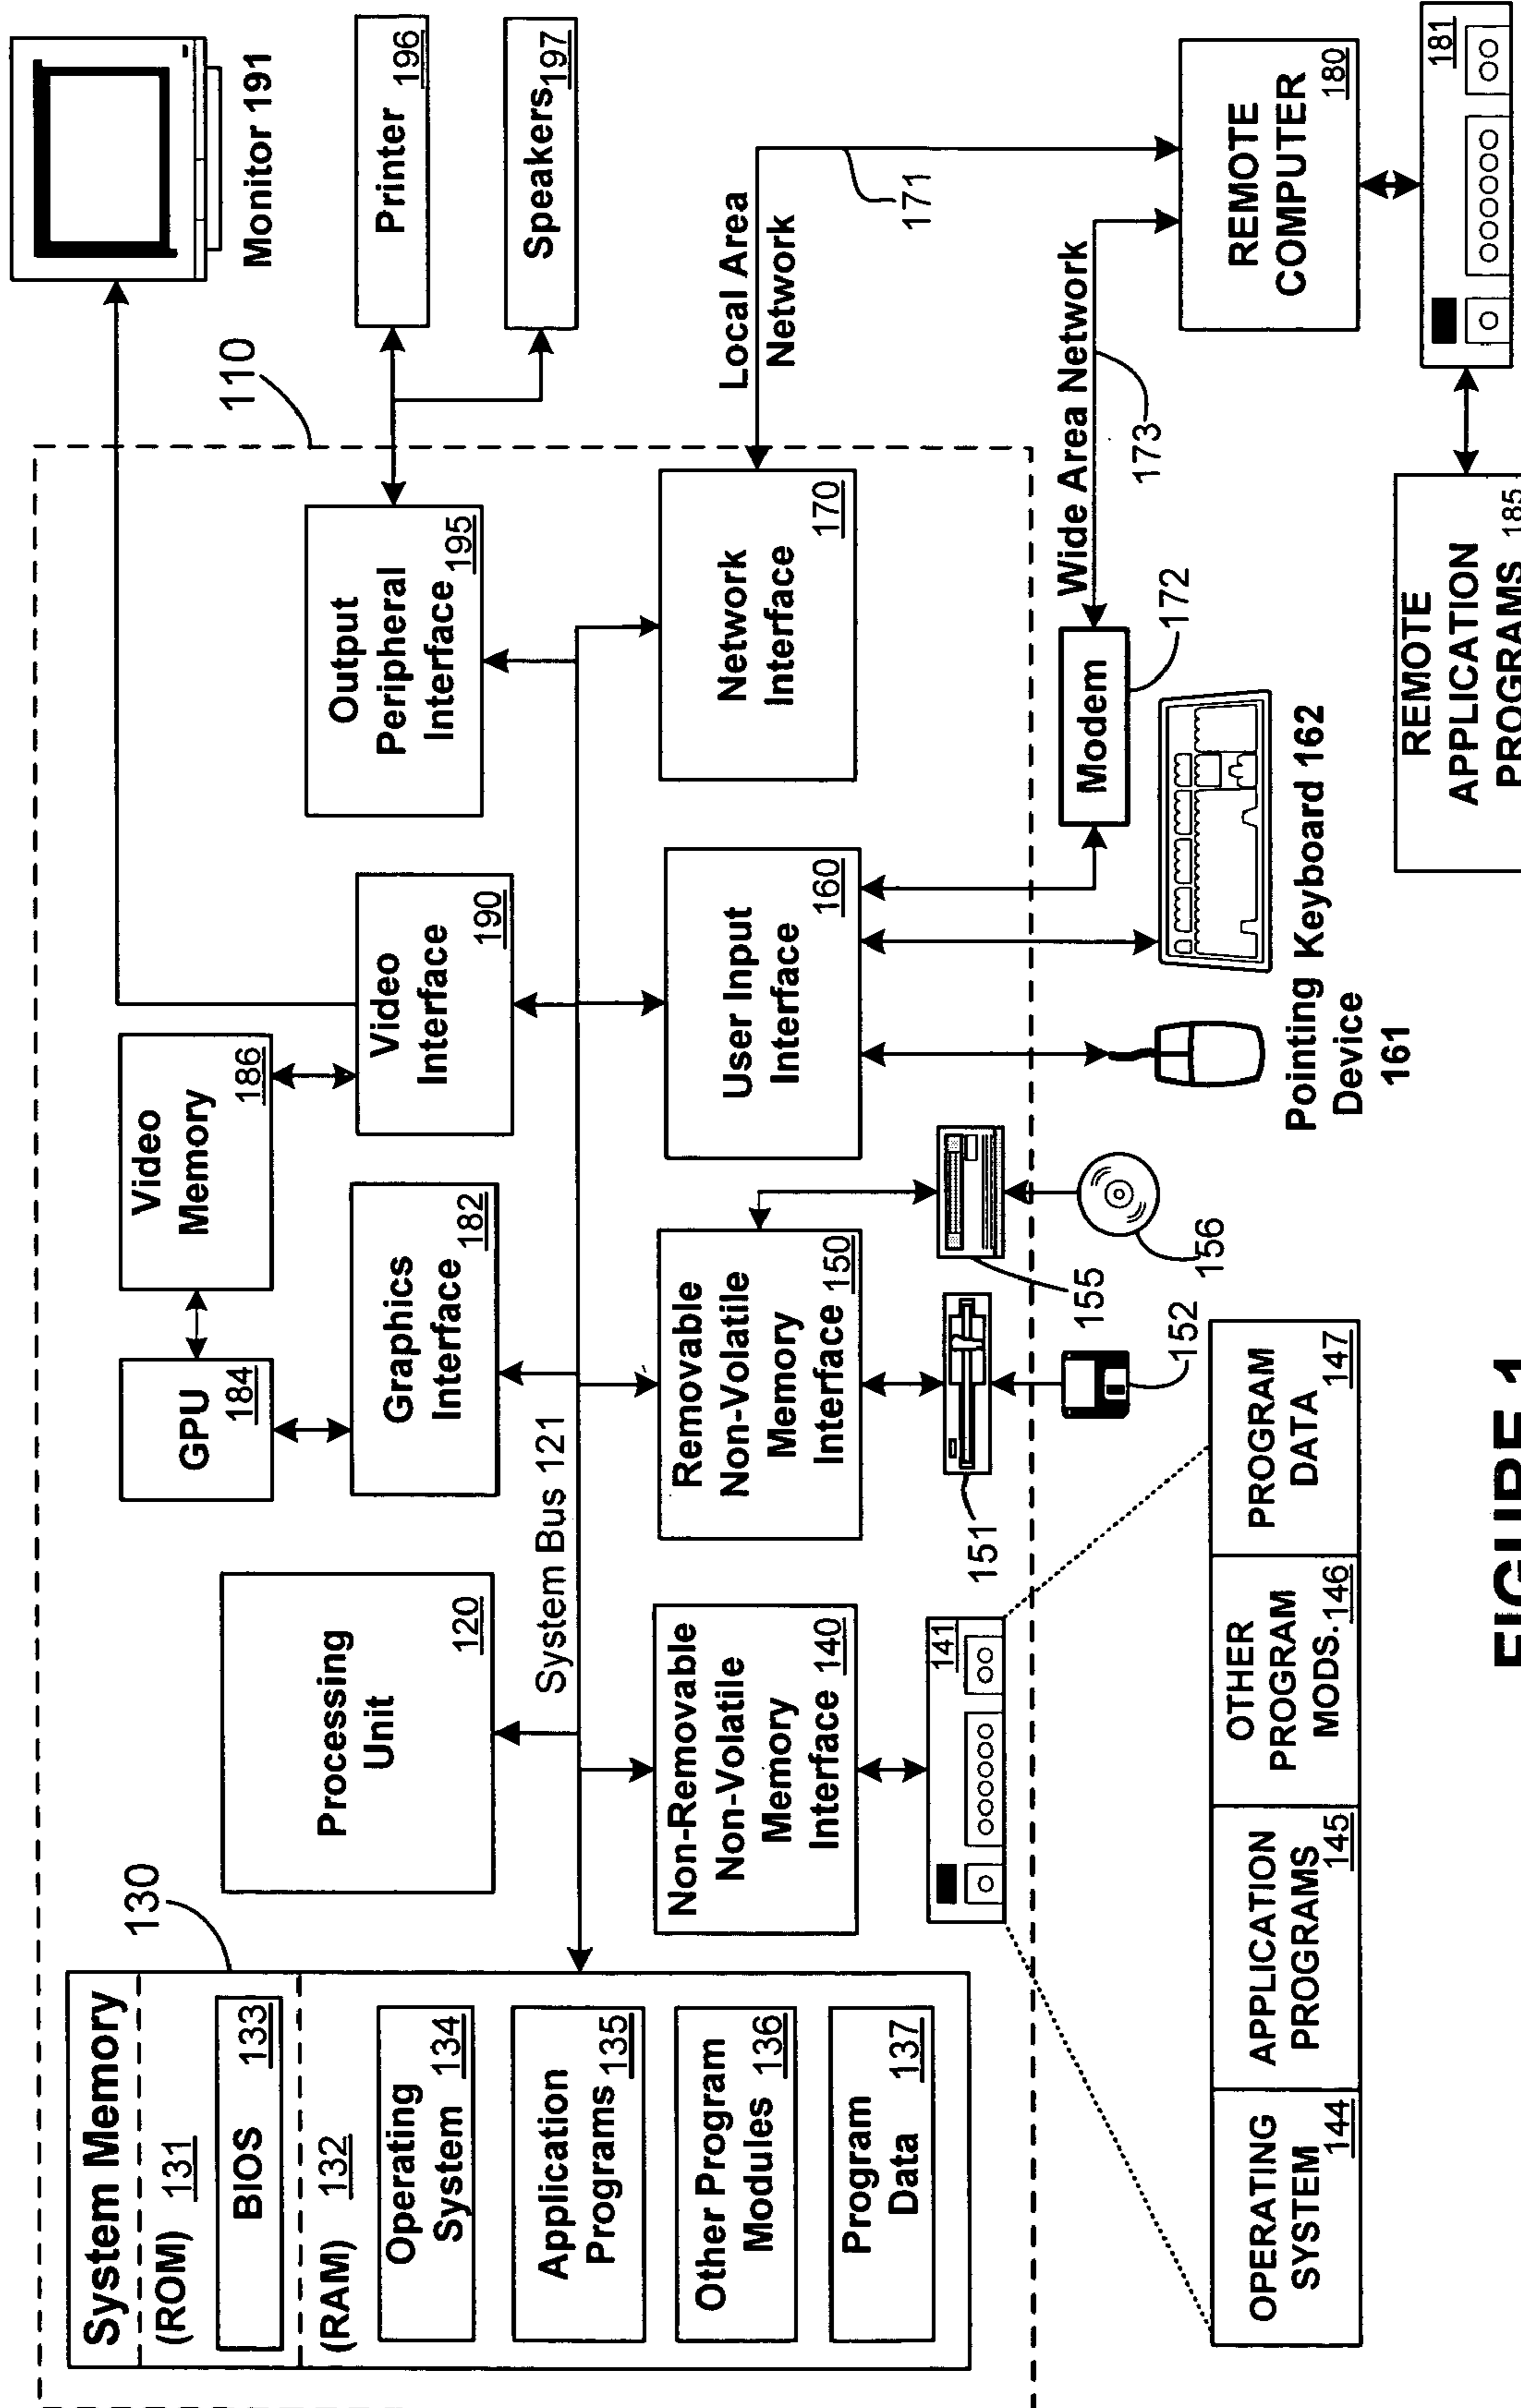 System Memory
(ROM) 131
BIOS 133
(RAM) 132
Operating
System 134
Application
Programs 135
Other Program
Modules 136
Program
Data 137
130
Processing
Unit
120
System Bus 121
GPU
184
Video
Memory
186
Graphics
Interface
182
Video
Interface
190
Output
Peripheral
Interface 195
110
Monitor 191
Printer
196
Speakers 197
Non-Removable
Non-Volatile
Memory
Interface 140
Removable
Non-Volatile
Memory
Interface 150
User Input
Interface
160
Network
Interface
170
Local Area
Network
171
141
151
152
155
156
Wide Area Network
173
Modem
172
Pointing
Device
161
Keyboard 162
REMOTE
COMPUTER
180
181
REMOTE
APPLICATION
PROGRAMS 185
OPERATING
SYSTEM 144
APPLICATION
PROGRAMS 145
OTHER
PROGRAM
MODS. 146
PROGRAM
DATA 147
FIGURE 1